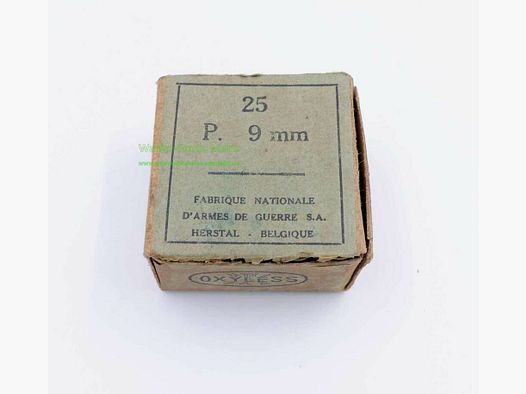 25
P. 9 mm
FABRIQUE NATIONALE
D'ARMES DE GUERRE S.A.
HERSTAL - BELGIQUE
OXYLESS